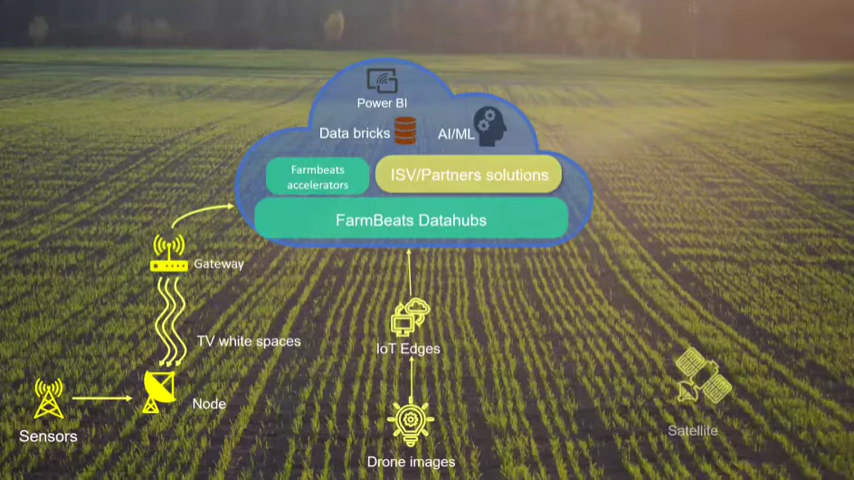 Power BI
Data bricks
AI/ML
Farmbeats
accelerators
ISV/Partners solutions
FarmBeats Datahubs
Gateway
TV white spaces
IoT Edges
Node
Sensors
Satellite
Drone images